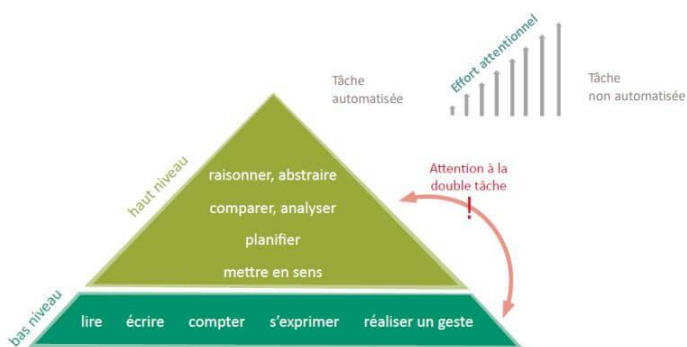 Effort attentionnel
Tâche
automatisée
Tâche
non automatisée
haut niveau
raisonner, abstraire
comparer, analyser
planifier
mettre en sens
Attention à la
double tâche
!
bas niveau
lire écrire compter s'exprimer réaliser un geste